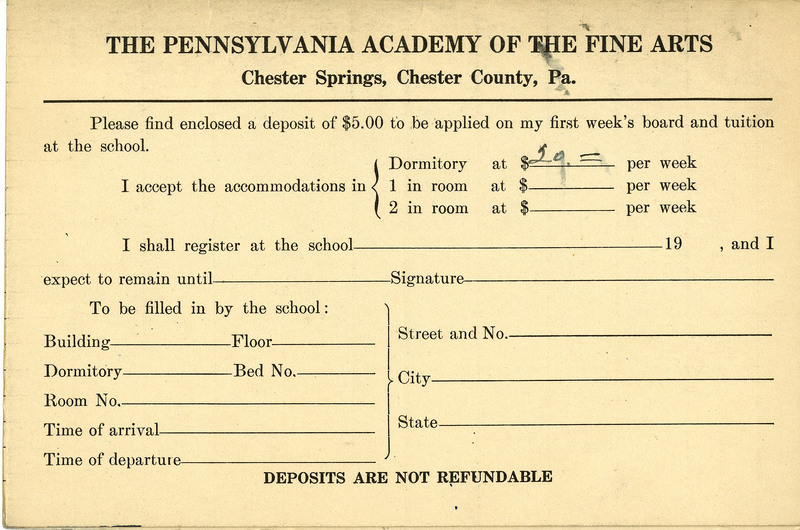 THE PENNSYLVANIA ACADEMY OF THE FINE ARTS
Chester Springs, Chester County, Pa.
Please find enclosed a deposit of $5.00 to be applied on my first week's board and tuition
at the school.
I accept the accommodations in
Dormitory at $ per week
1 in room at $ per week
2 in room at $ per week
I shall register at the school 19 , and I
expect to remain until Signature
To be filled in by the school:
Building Floor
Dormitory Bed No.
Room No.
Time of arrival
Time of departure
Street and No.
City
State
DEPOSITS ARE NOT REFUNDABLE